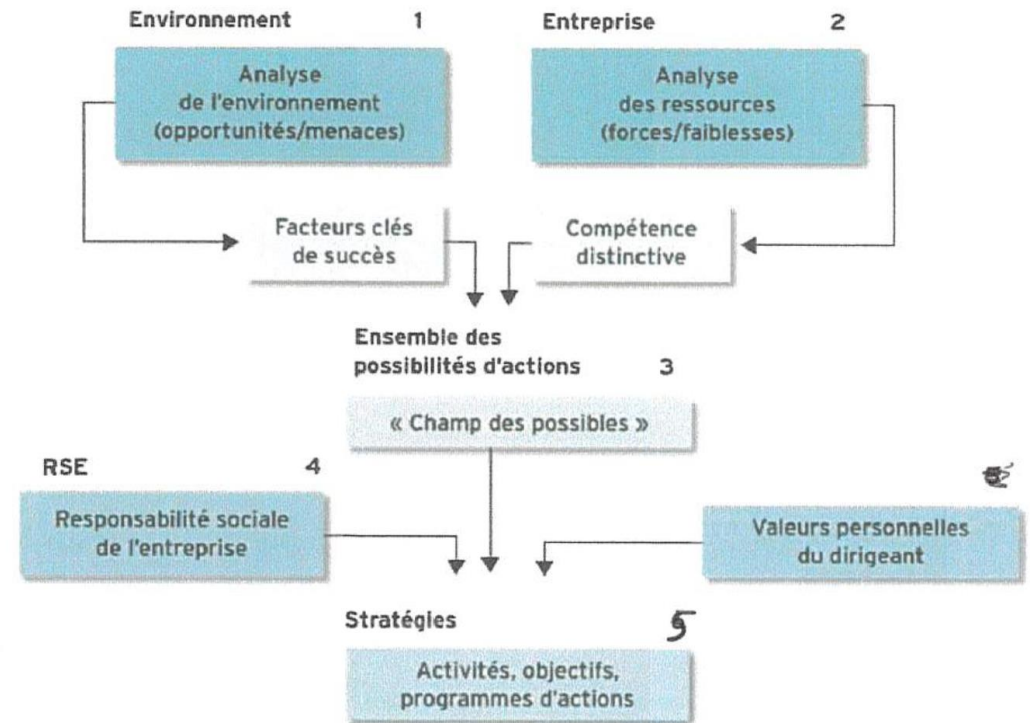 Environnement 1
Entreprise 2
Analyse
de l'environnement
(opportunités/menaces)
Analyse
des ressources
(forces/faiblesses)
Facteurs clés
de succès
Compétence
distinctive
Ensemble des
possibilités d'actions 3
« Champ des possibles »
RSE 4
Responsabilité sociale
de l'entreprise
Valeurs personnelles
du dirigeant
Stratégies 5
Activités, objectifs,
programmes d'actions